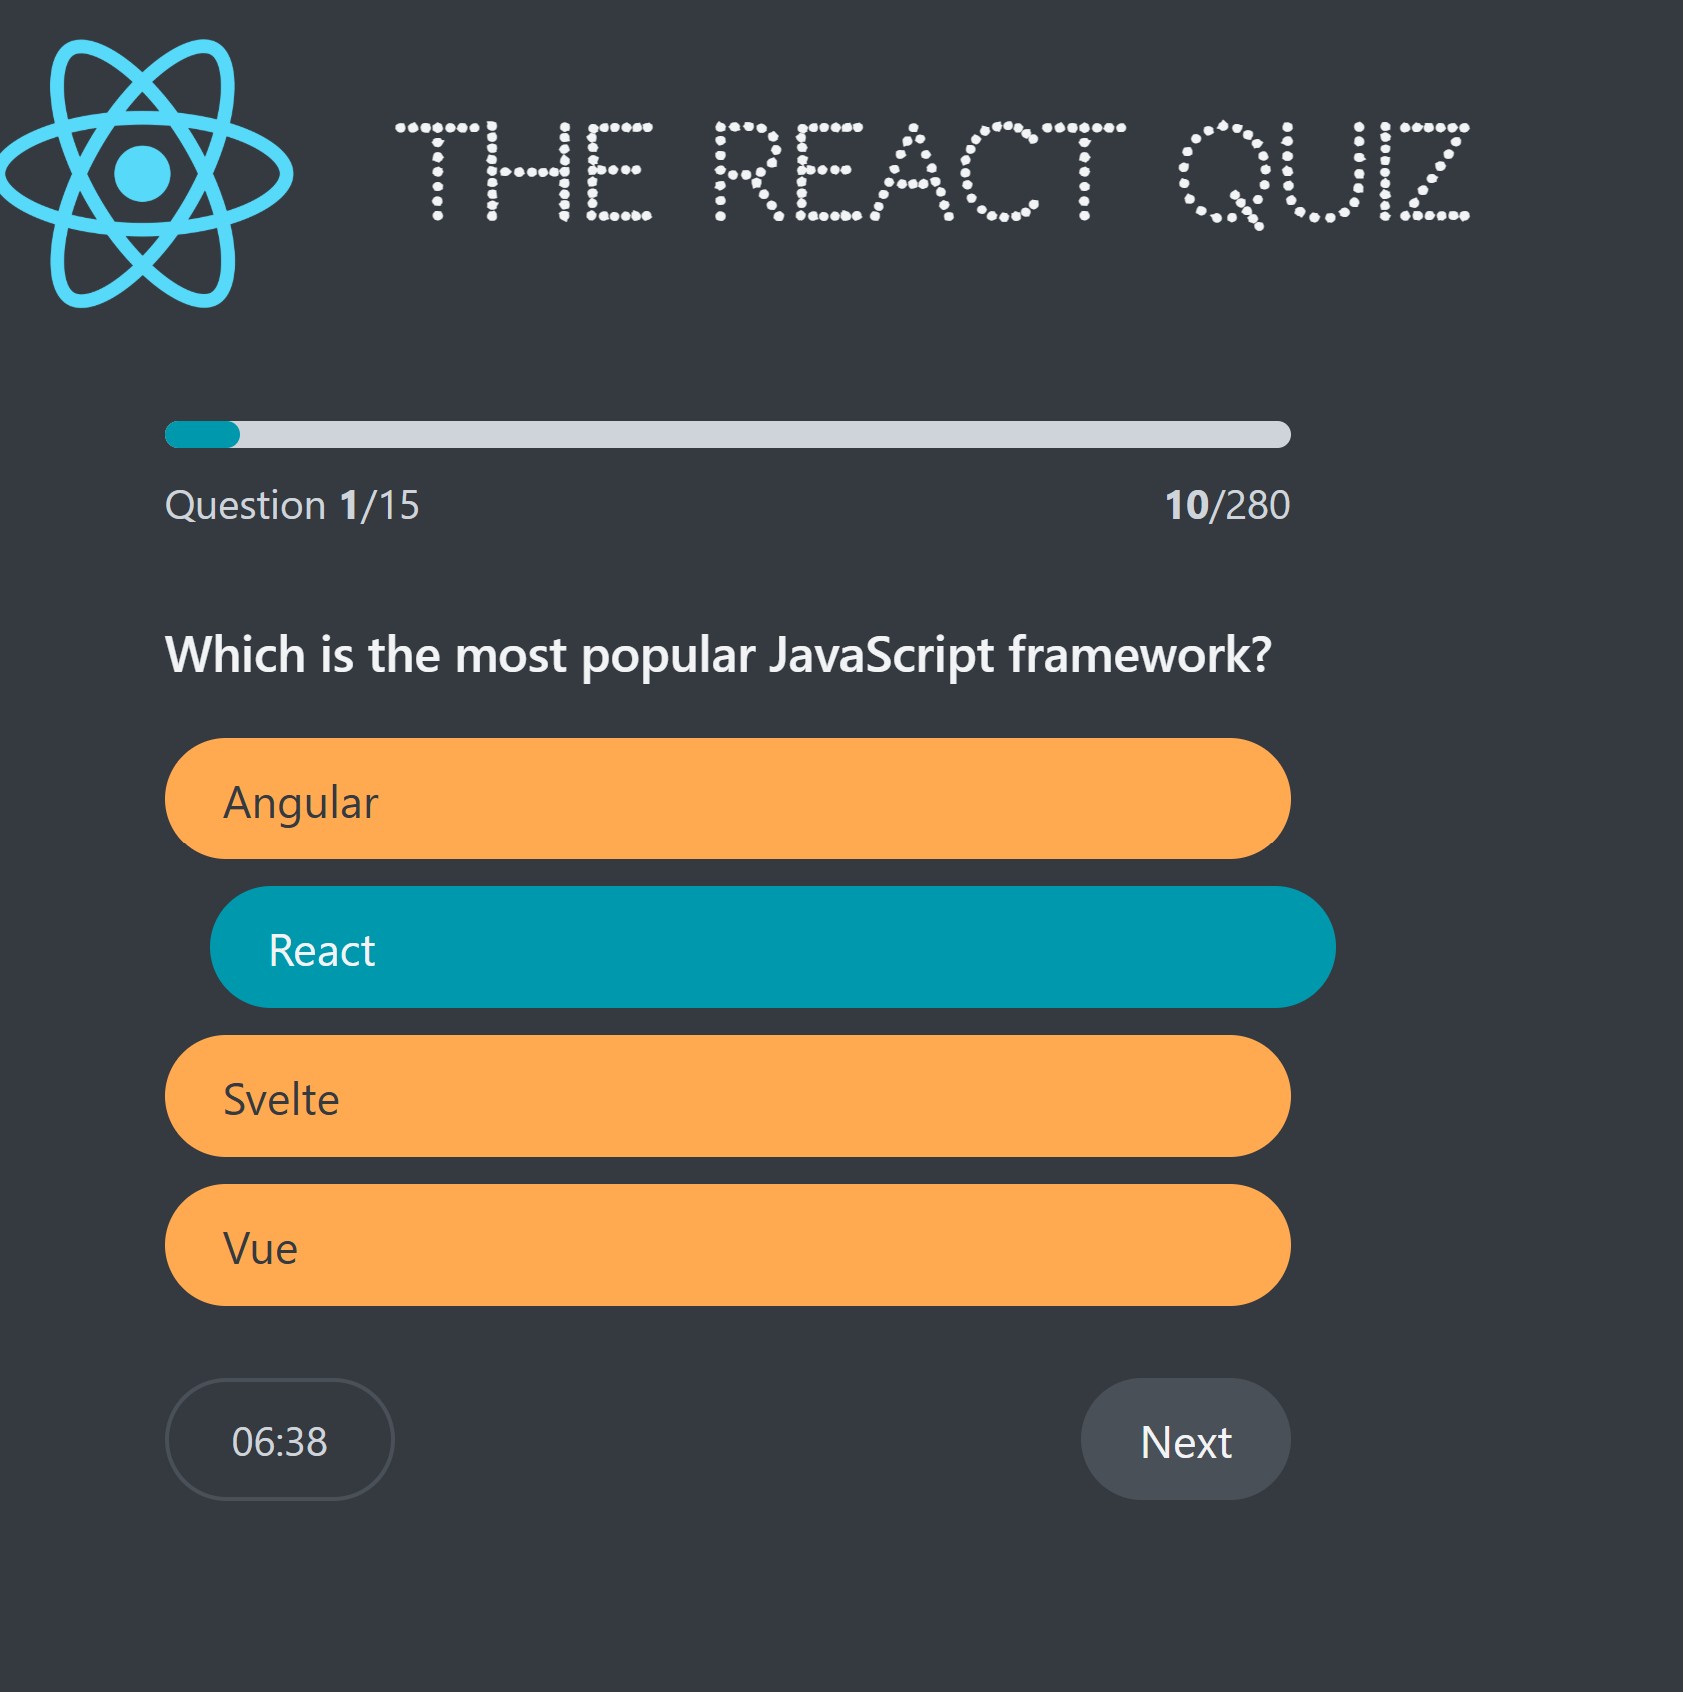 THE REACT QUIZ
Question 1/15
10/280
Which is the most popular JavaScript framework?
Angular
React
Svelte
Vue
06:38
Next